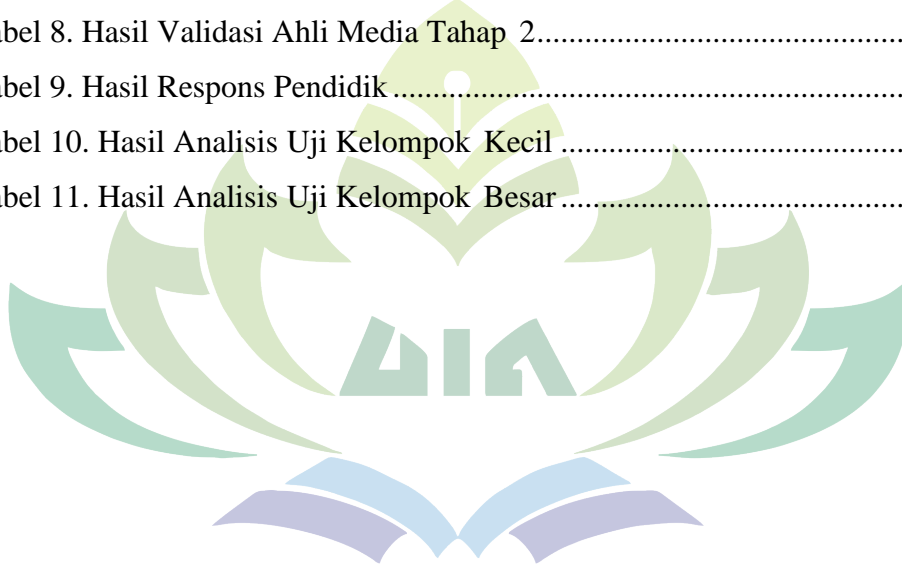 abel 8. Hasil Validasi Ahli Media Tahap 2..........................................
abel 9. Hasil Respons Pendidik..............................................................
abel 10. Hasil Analisis Uji Kelompok Kecil..........................................
abel 11. Hasil Analisis Uji Kelompok Besar..........................................
UIN